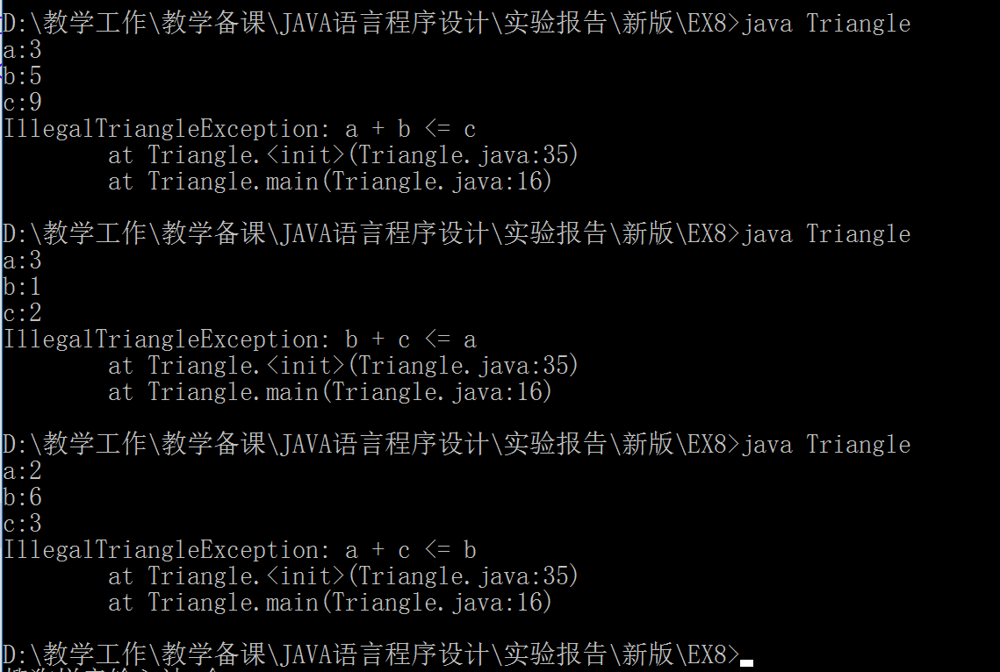 D:\教学工作\教学备课\JAVA语言程序设计\实验报告\新版\EX8>java Triangle
a:3
b:5
c:9
IllegalTriangleException: a + b <= c
        at Triangle.<init>(Triangle.java:35)
        at Triangle.main(Triangle.java:16)

D:\教学工作\教学备课\JAVA语言程序设计\实验报告\新版\EX8>java Triangle
a:3
b:1
c:2
IllegalTriangleException: b + c <= a
        at Triangle.<init>(Triangle.java:35)
        at Triangle.main(Triangle.java:16)

D:\教学工作\教学备课\JAVA语言程序设计\实验报告\新版\EX8>java Triangle
a:2
b:6
c:3
IllegalTriangleException: a + c <= b
        at Triangle.<init>(Triangle.java:35)
        at Triangle.main(Triangle.java:16)

D:\教学工作\教学备课\JAVA语言程序设计\实验报告\新版\EX8>